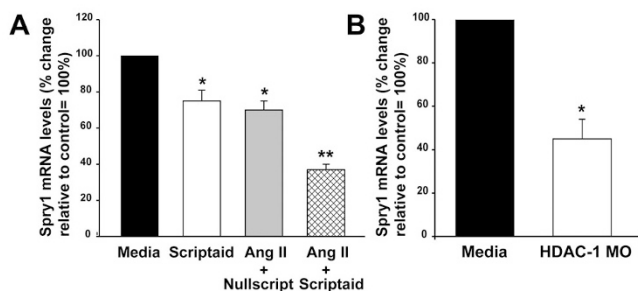 A
Spry1 mRNA levels (% change
relative to control= 100%)
120
100
80
60
40
20
0
*
*
**
Media Scriptaid Ang II Ang II
+ +
Nullscript Scriptaid
B
Spry1 mRNA levels (% change
relative to control= 100%)
100
80
60
40
20
0
*
Media HDAC-1 MO